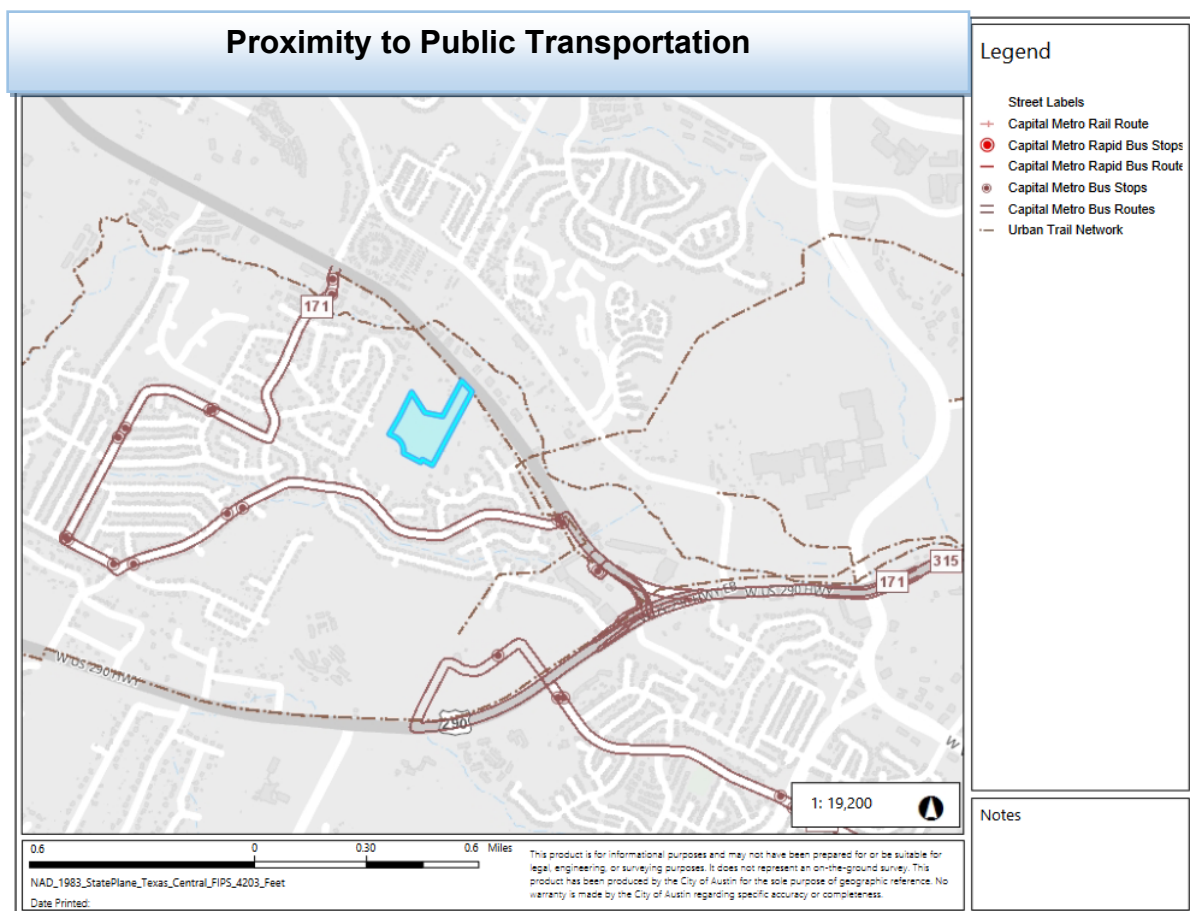 Proximity to Public Transportation
Legend
Street Labels
Capital Metro Rail Route
Capital Metro Rapid Bus Stops
Capital Metro Rapid Bus Route
Capital Metro Bus Stops
Capital Metro Bus Routes
Urban Trail Network
171
315
171
W US 290 HWY
W US 290 HWY
290
W
1: 19,200
Notes
0.6 0 0.30 0.6 Miles
NAD_1983_StatePlane_Texas_Central_FIPS_4203_Feet
Date Printed:
This product is for informational purposes and may not have been prepared for or be suitable for
legal, engineering, or surveying purposes. It does not represent an on-the-ground survey. This
product has been produced by the City of Austin for the sole purpose of geographic reference. No
warranty is made by the City of Austin regarding specific accuracy or completeness.